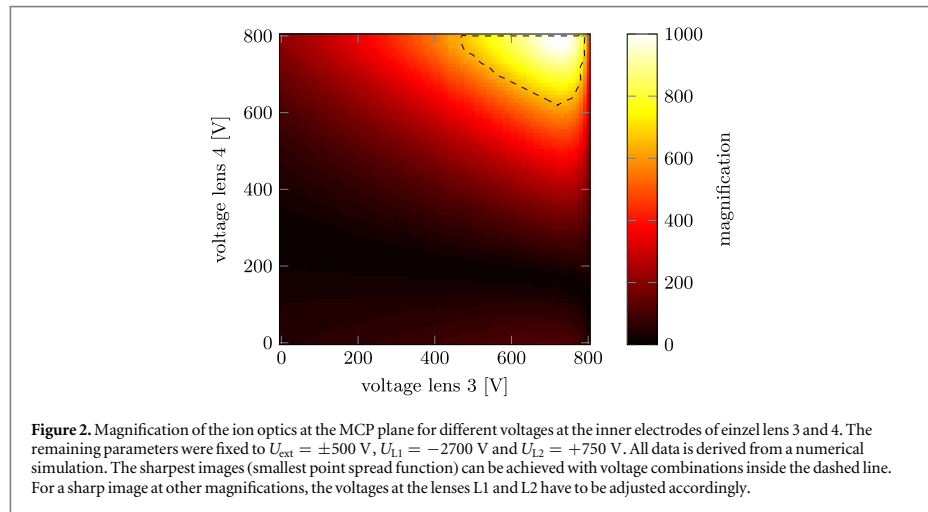 800
600
400
200
0
voltage lens 4 [V]
0 200 400 600 800
voltage lens 3 [V]
1000
800
600
400
200
0
magnification
Figure 2. Magnification of the ion optics at the MCP plane for different voltages at the inner electrodes of einzel lens 3 and 4. The
remaining parameters were fixed to Uext = ±500 V, UL1 = −2700 V and UL2 = +750 V. All data is derived from a numerical
simulation. The sharpest images (smallest point spread function) can be achieved with voltage combinations inside the dashed line.
For a sharp image at other magnifications, the voltages at the lenses L1 and L2 have to be adjusted accordingly.